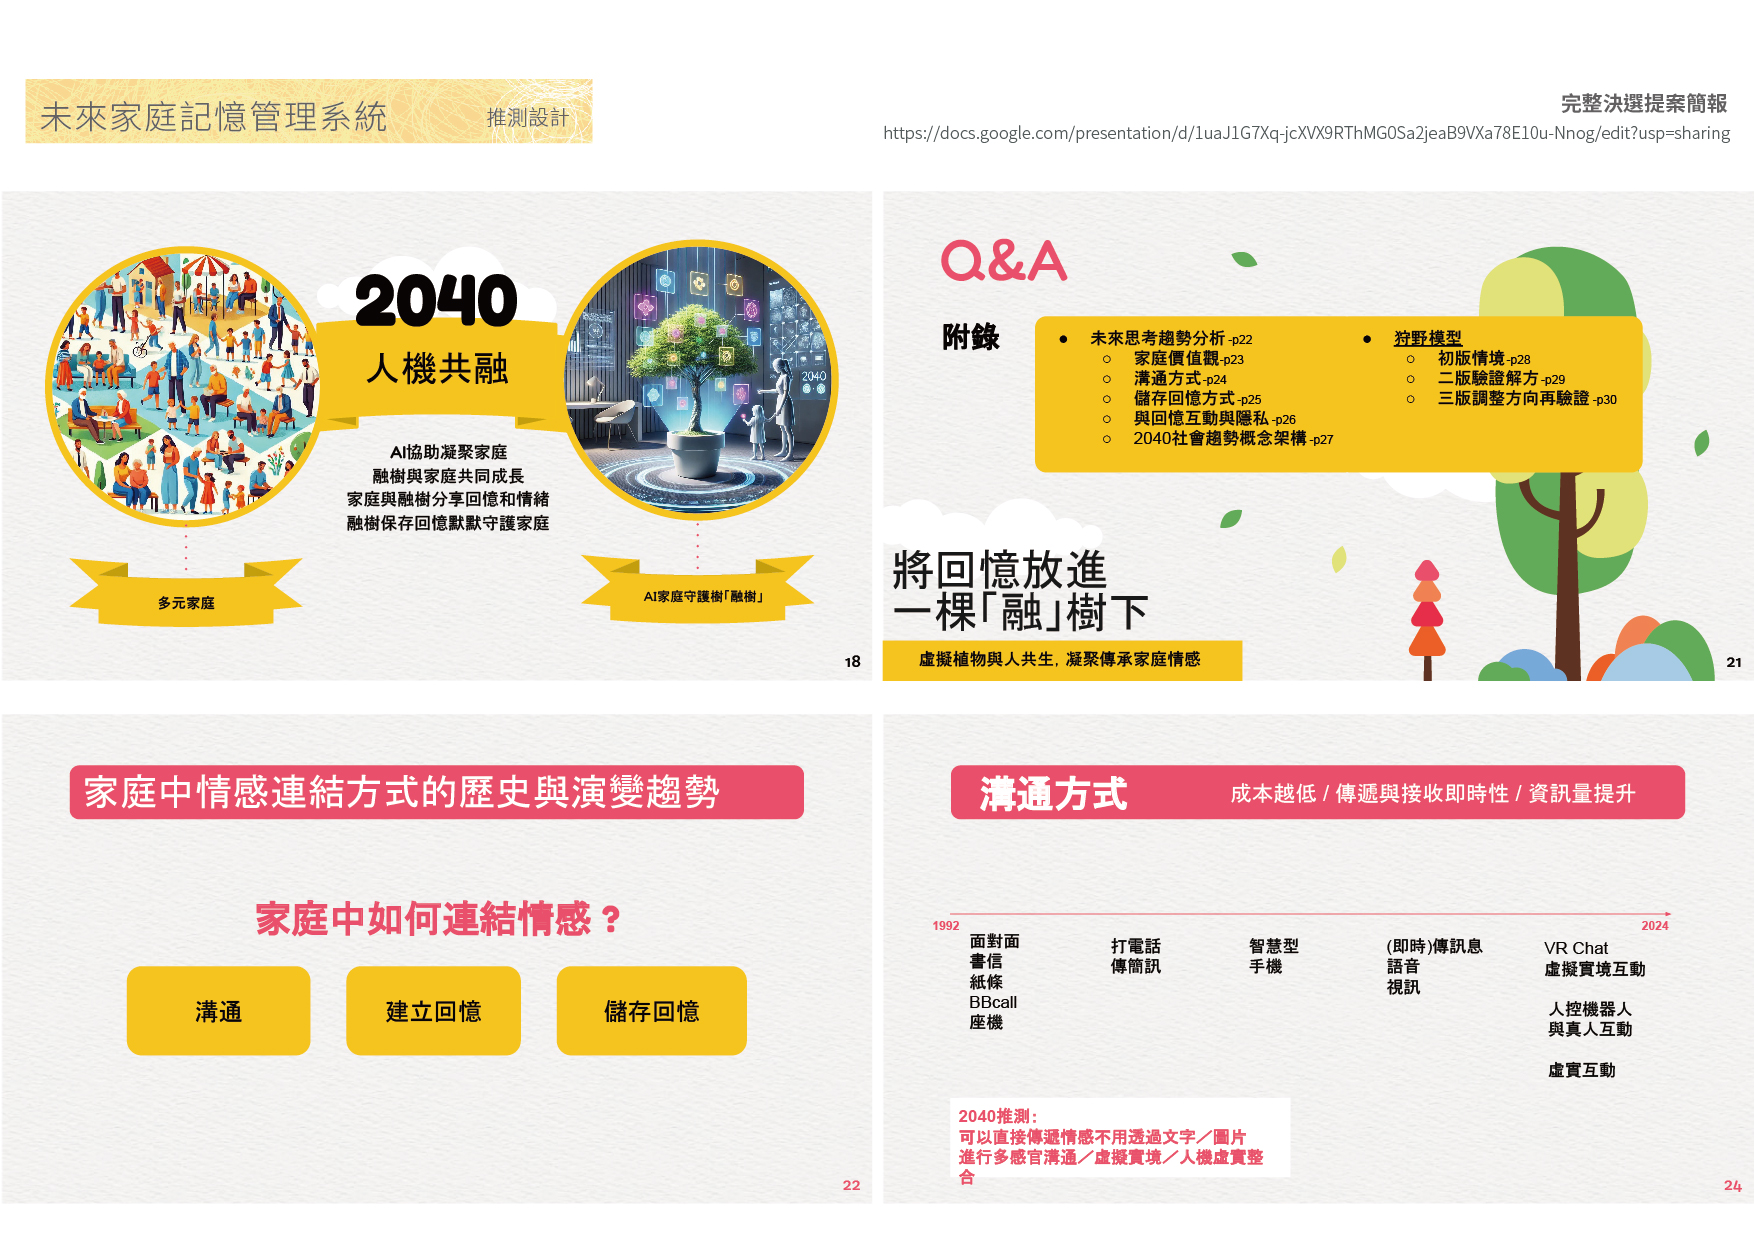 未來家庭記憶管理系統
推測設計
完整決選提案簡報
https://docs.google.com/presentation/d/1uaJ1G7Xq-jcXVX9RThMG0Sa2jeaB9VXa78E10u-Nnog/edit?usp=sharing
2040
人機共融
2040
AI協助凝聚家庭
融樹與家庭共同成長
家庭與融樹分享回憶和情緒
融樹保存回憶默默守護家庭
多元家庭
AI家庭守護樹「融樹」
18
Q&A
附錄
● 未來思考趨勢分析 -p22
○ 家庭價值觀-p23
○ 溝通方式-p24
○ 儲存回憶方式-p25
○ 與回憶互動與隱私-p26
○ 2040社會趨勢概念架構-p27
● 狩野模型
○ 初版情境-p28
○ 二版驗證解方-p29
○ 三版調整方向再驗證-p30
將回憶放進
一棵「融」樹下
虛擬植物與人共生, 凝聚傳承家庭情感
21
家庭中情感連結方式的歷史與演變趨勢
家庭中如何連結情感?
溝通
建立回憶
儲存回憶
22
溝通方式
成本越低 / 傳遞與接收即時性 / 資訊量提升
1992
2024
面對面
書信
紙條
BBcall
座機
打電話
傳簡訊
智慧型
手機
(即時)傳訊息
語音
視訊
VR Chat
虛擬實境互動
人控機器人
與真人互動
虛實互動
2040推測:
可以直接傳遞情感不用透過文字／圖片
進行多感官溝通／虛擬實境／人機虛實整
合
24